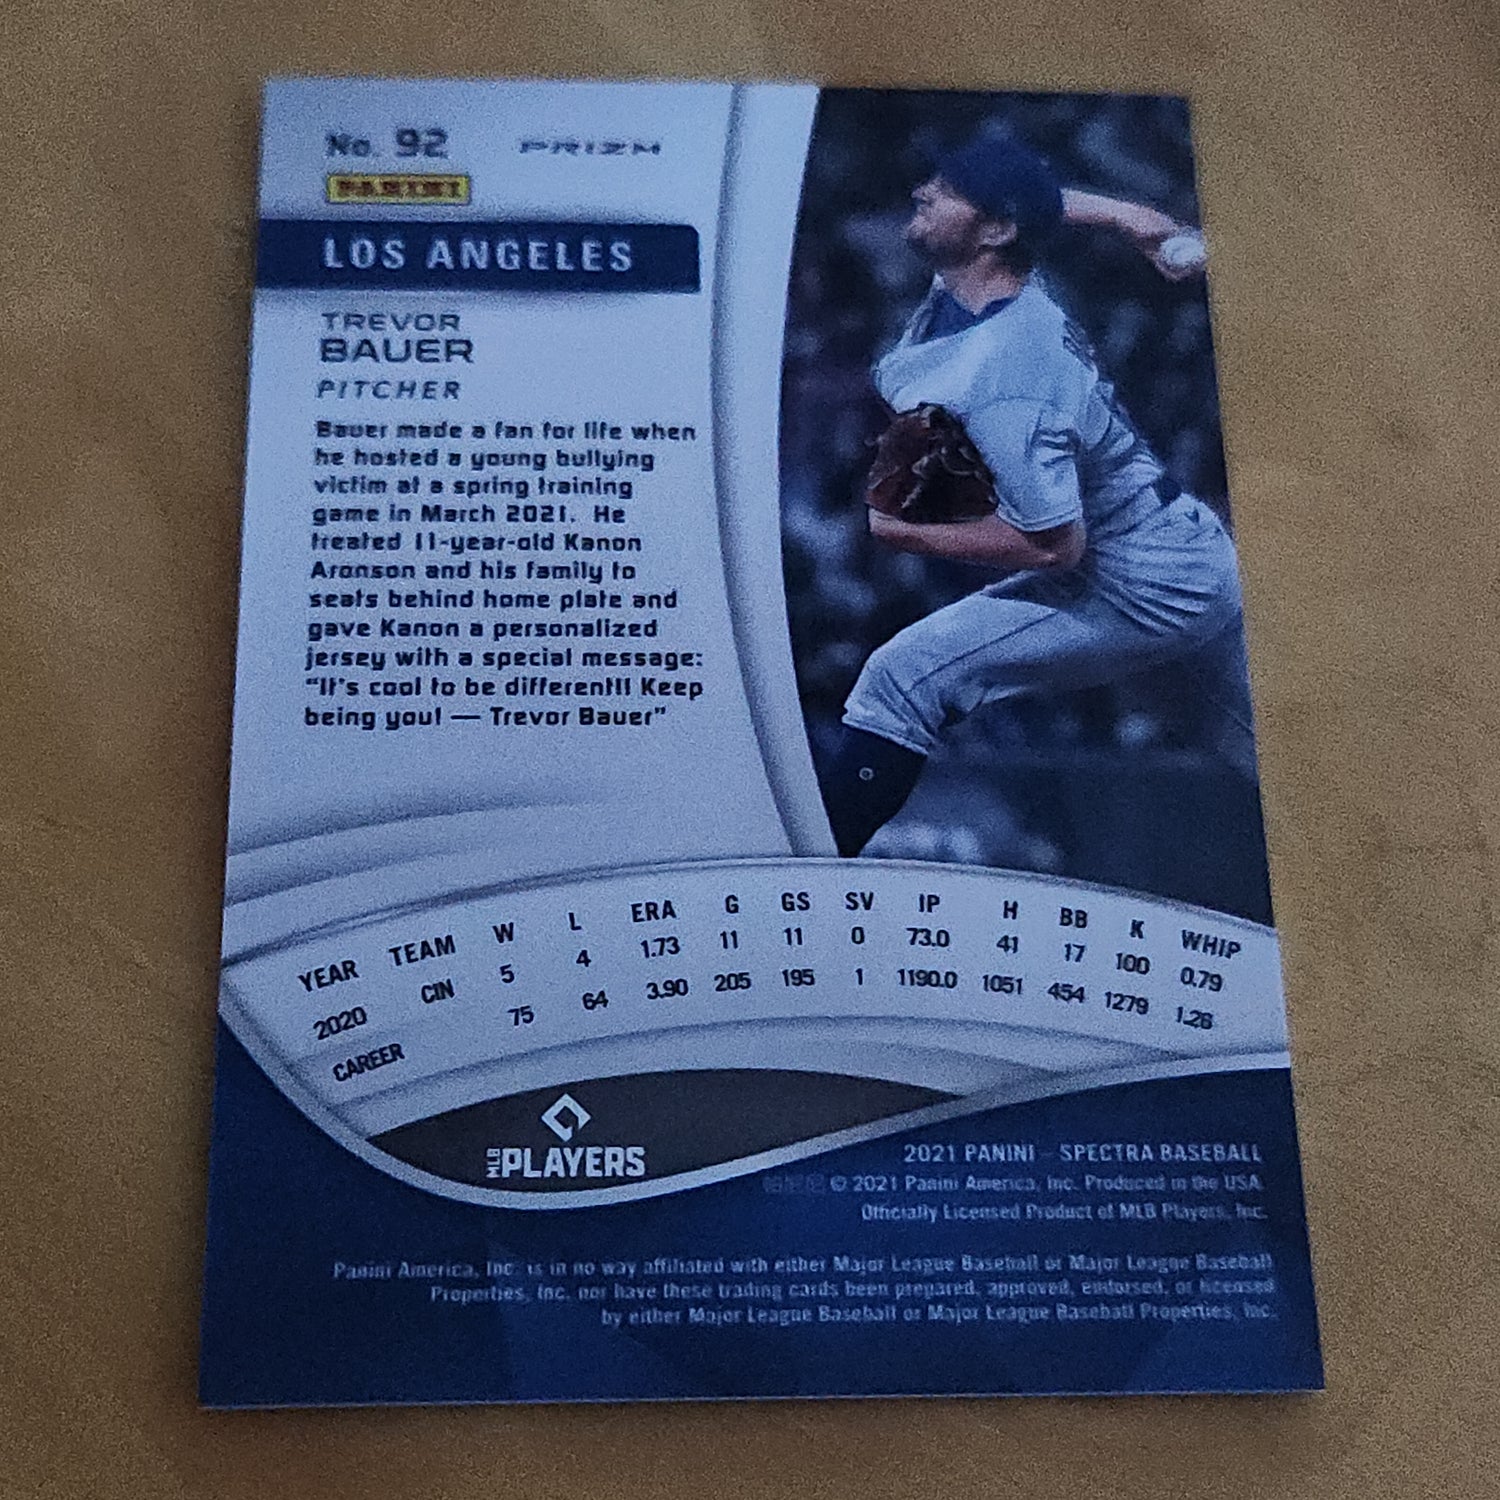 No. 92
PRIZM
PANINI
LOS ANGELES
TREVOR
BAUER
PITCHER
Bauer made a fan for life when
he hosted a young bullying
victim at a spring training
game in March 2021. He
treated 11-year-old Kanon
Aronson and his family to
seats behind home plate and
gave Kanon a personalized
jersey with a special message:
“It's cool to be different!!! Keep
being you! — Trevor Bauer”
YEAR TEAM W L ERA G GS SV IP H BB K WHIP
2020 CIN 5 4 1.73 11 11 0 73.0 41 17 100 0.79
CAREER 75 64 3.90 205 195 1 1190.0 1051 454 1279 1.26
MLB PLAYERS
2021 PANINI - SPECTRA BASEBALL
© 2021 Panini America, Inc. Produced in the USA.
Officially Licensed Product of MLB Players, Inc.
Panini America, Inc. is in no way affiliated with either Major League Baseball or Major League Baseball
Properties, Inc. nor have these trading cards been prepared, approved, endorsed, or licensed
by either Major League Baseball or Major League Baseball Properties, Inc.